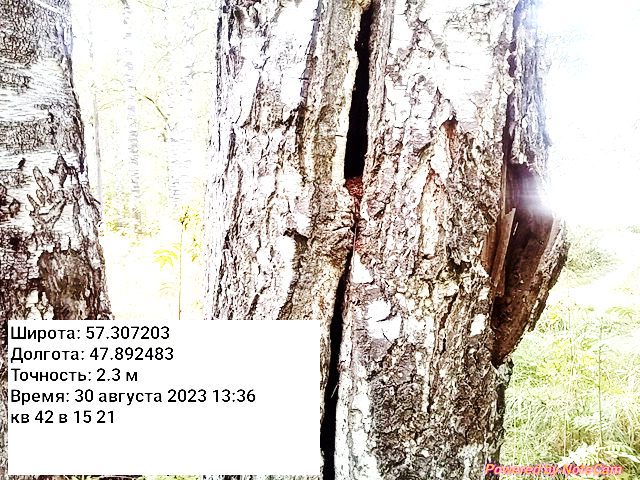 Широта: 57.307203
Долгота: 47.892483
Точность: 2.3 м
Время: 30 августа 2023 13:36
кв 42 в 15 21
Powered by NoteCam